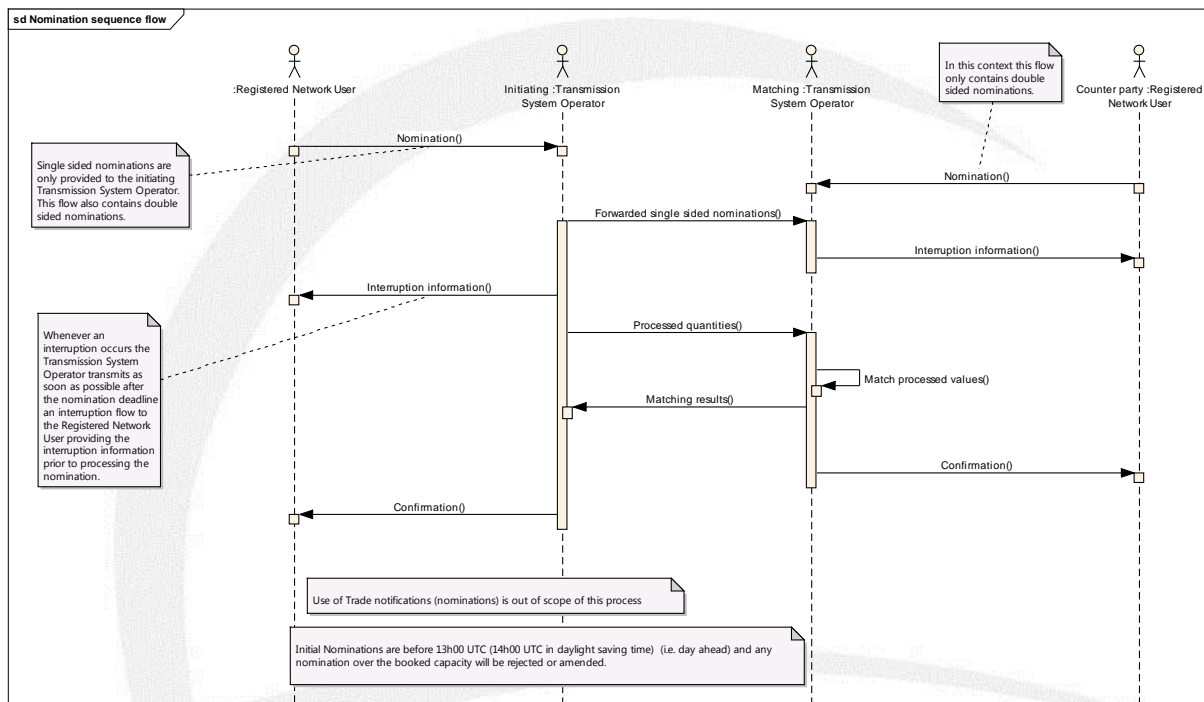 sd Nomination sequence flow
:Registered Network User
Initiating :Transmission
System Operator
Matching :Transmission
System Operator
Counter party :Registered
Network User
In this context this flow
only contains double
sided nominations.
Nomination()
Single sided nominations are
only provided to the initiating
Transmission System Operator.
This flow also contains double
sided nominations.
Nomination()
Forwarded single sided nominations()
Interruption information()
Interruption information()
Whenever an
interruption occurs the
Transmission System
Operator transmits as
soon as possible after
the nomination deadline
an interruption flow to
the Registered Network
User providing the
interruption information
prior to processing the
nomination.
Processed quantities()
Match processed values()
Matching results()
Confirmation()
Confirmation()
Use of Trade notifications (nominations) is out of scope of this process
Initial Nominations are before 13h00 UTC (14h00 UTC in daylight saving time) (i.e. day ahead) and any
nomination over the booked capacity will be rejected or amended.